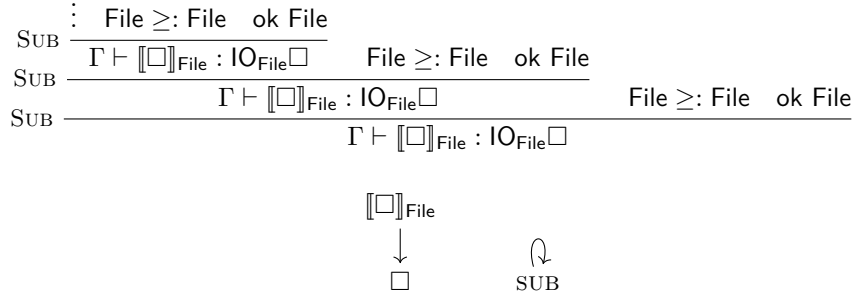 ⋮ File ≥: File ok File
SUB
Γ ⊢ ⟦□⟧File : IOFile□ File ≥: File ok File
SUB
Γ ⊢ ⟦□⟧File : IOFile□ File ≥: File ok File
SUB
Γ ⊢ ⟦□⟧File : IOFile□
⟦□⟧File
↓
□ SUB